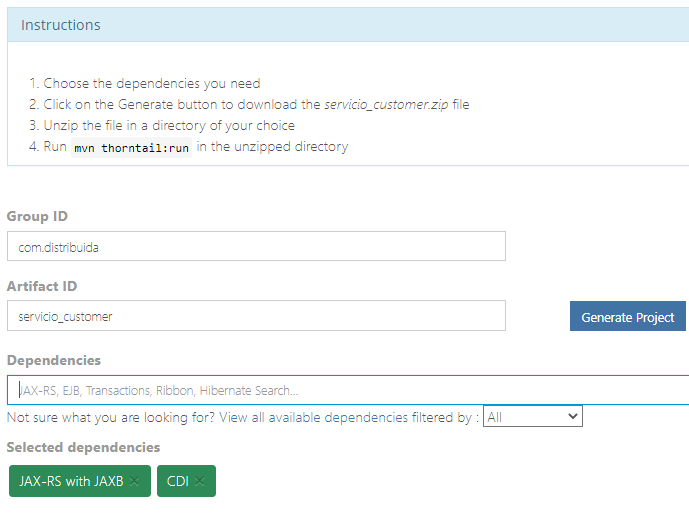 Instructions
1. Choose the dependencies you need
2. Click on the Generate button to download the servicio_customer.zip file
3. Unzip the file in a directory of your choice
4. Run mvn thorntail:run in the unzipped directory
Group ID
com.distribuida
Artifact ID
servicio_customer
Generate Project
Dependencies
JAX-RS, EJB, Transactions, Ribbon, Hibernate Search...
Not sure what you are looking for? View all available dependencies filtered by : All
Selected dependencies
JAX-RS with JAXB × CDI ×